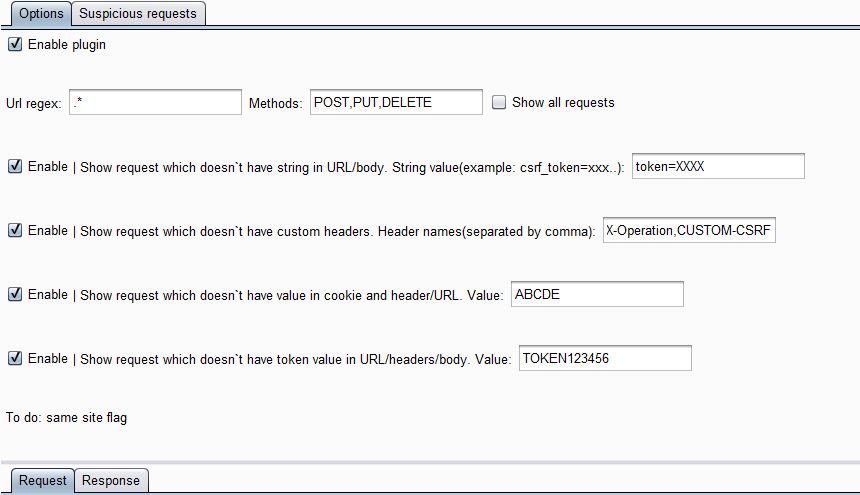 Options Suspicious requests
Enable plugin
Url regex: .* Methods: POST,PUT,DELETE Show all requests
Enable | Show request which doesn`t have string in URL/body. String value(example: csrf_token=xxx..): token=XXXX
Enable | Show request which doesn`t have custom headers. Header names(separated by comma): X-Operation,CUSTOM-CSRF
Enable | Show request which doesn`t have value in cookie and header/URL. Value: ABCDE
Enable | Show request which doesn`t have token value in URL/headers/body. Value: TOKEN123456
To do: same site flag
Request Response